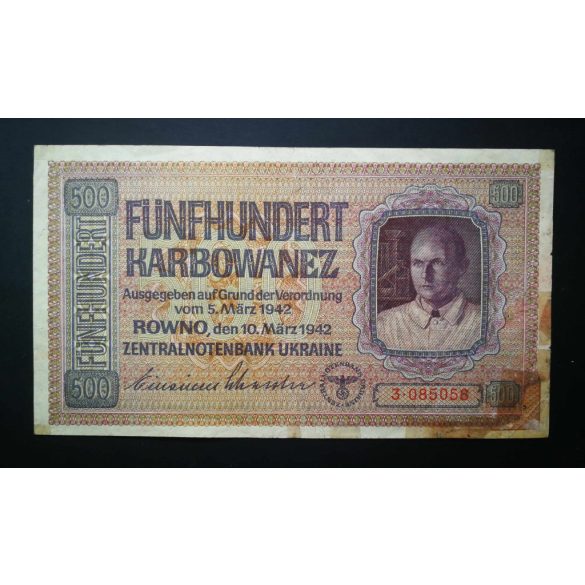 500
500
FÜNFHUNDERT
FÜNFHUNDERT
KARBOWANEZ
Ausgegeben auf Grund der Verordnung
vom 5. März 1942
ROWNO, den 10. März 1942
ZENTRALNOTENBANK UKRAINE
3·085058
500
500